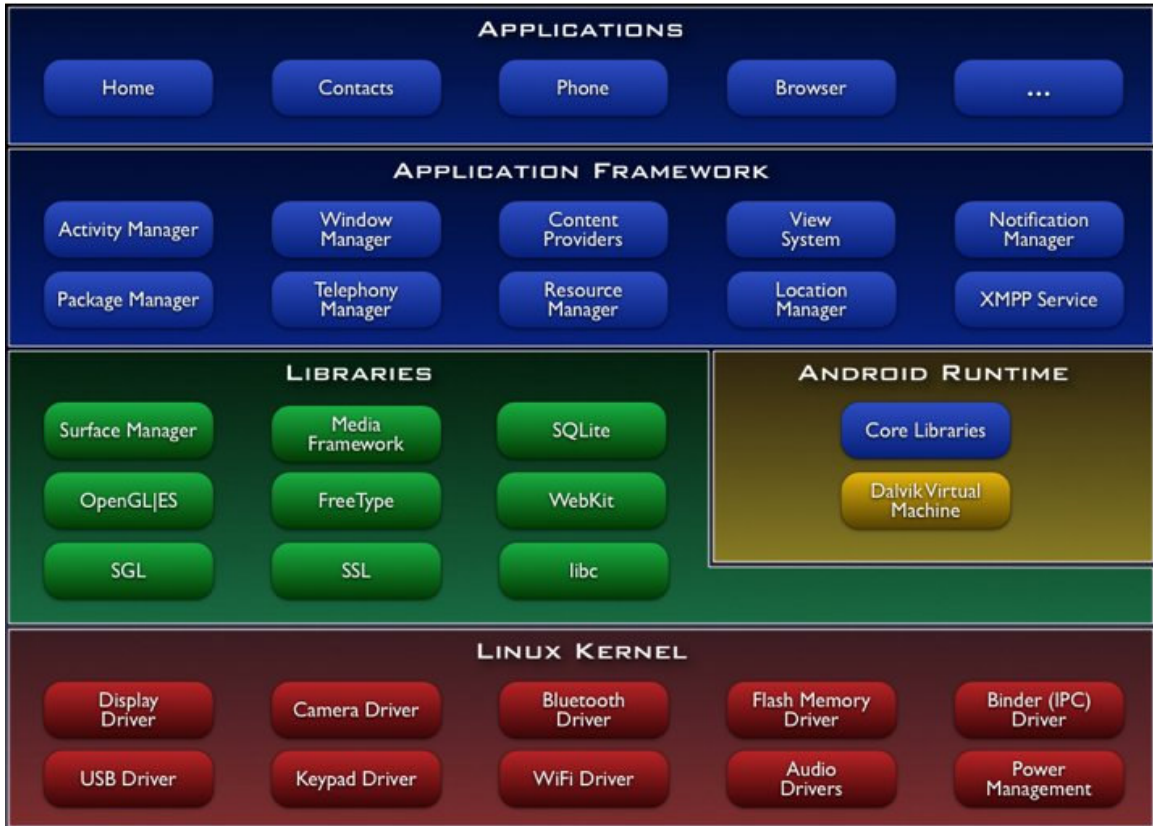 APPLICATIONS
Home
Contacts
Phone
Browser
...
APPLICATION FRAMEWORK
Activity Manager
Window
Manager
Content
Providers
View
System
Notification
Manager
Package Manager
Telephony
Manager
Resource
Manager
Location
Manager
XMPP Service
LIBRARIES
Surface Manager
Media
Framework
SQLite
OpenGL|ES
FreeType
WebKit
SGL
SSL
libc
ANDROID RUNTIME
Core Libraries
Dalvik Virtual
Machine
LINUX KERNEL
Display
Driver
Camera Driver
Bluetooth
Driver
Flash Memory
Driver
Binder (IPC)
Driver
USB Driver
Keypad Driver
WiFi Driver
Audio
Drivers
Power
Management